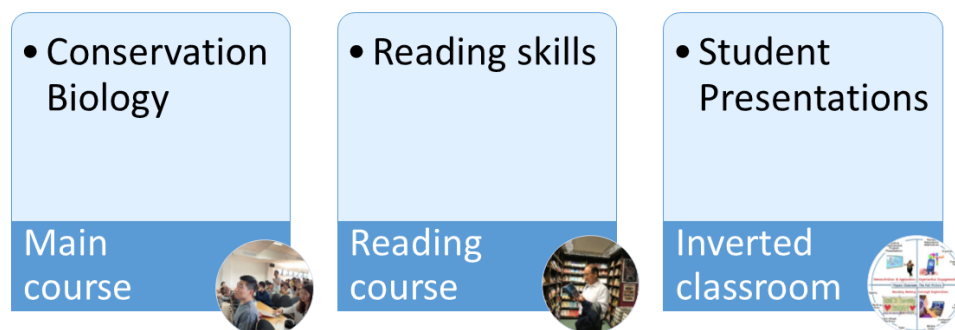 • Conservation
Biology
Main
course
• Reading skills
Reading
course
• Student
Presentations
Inverted
classroom